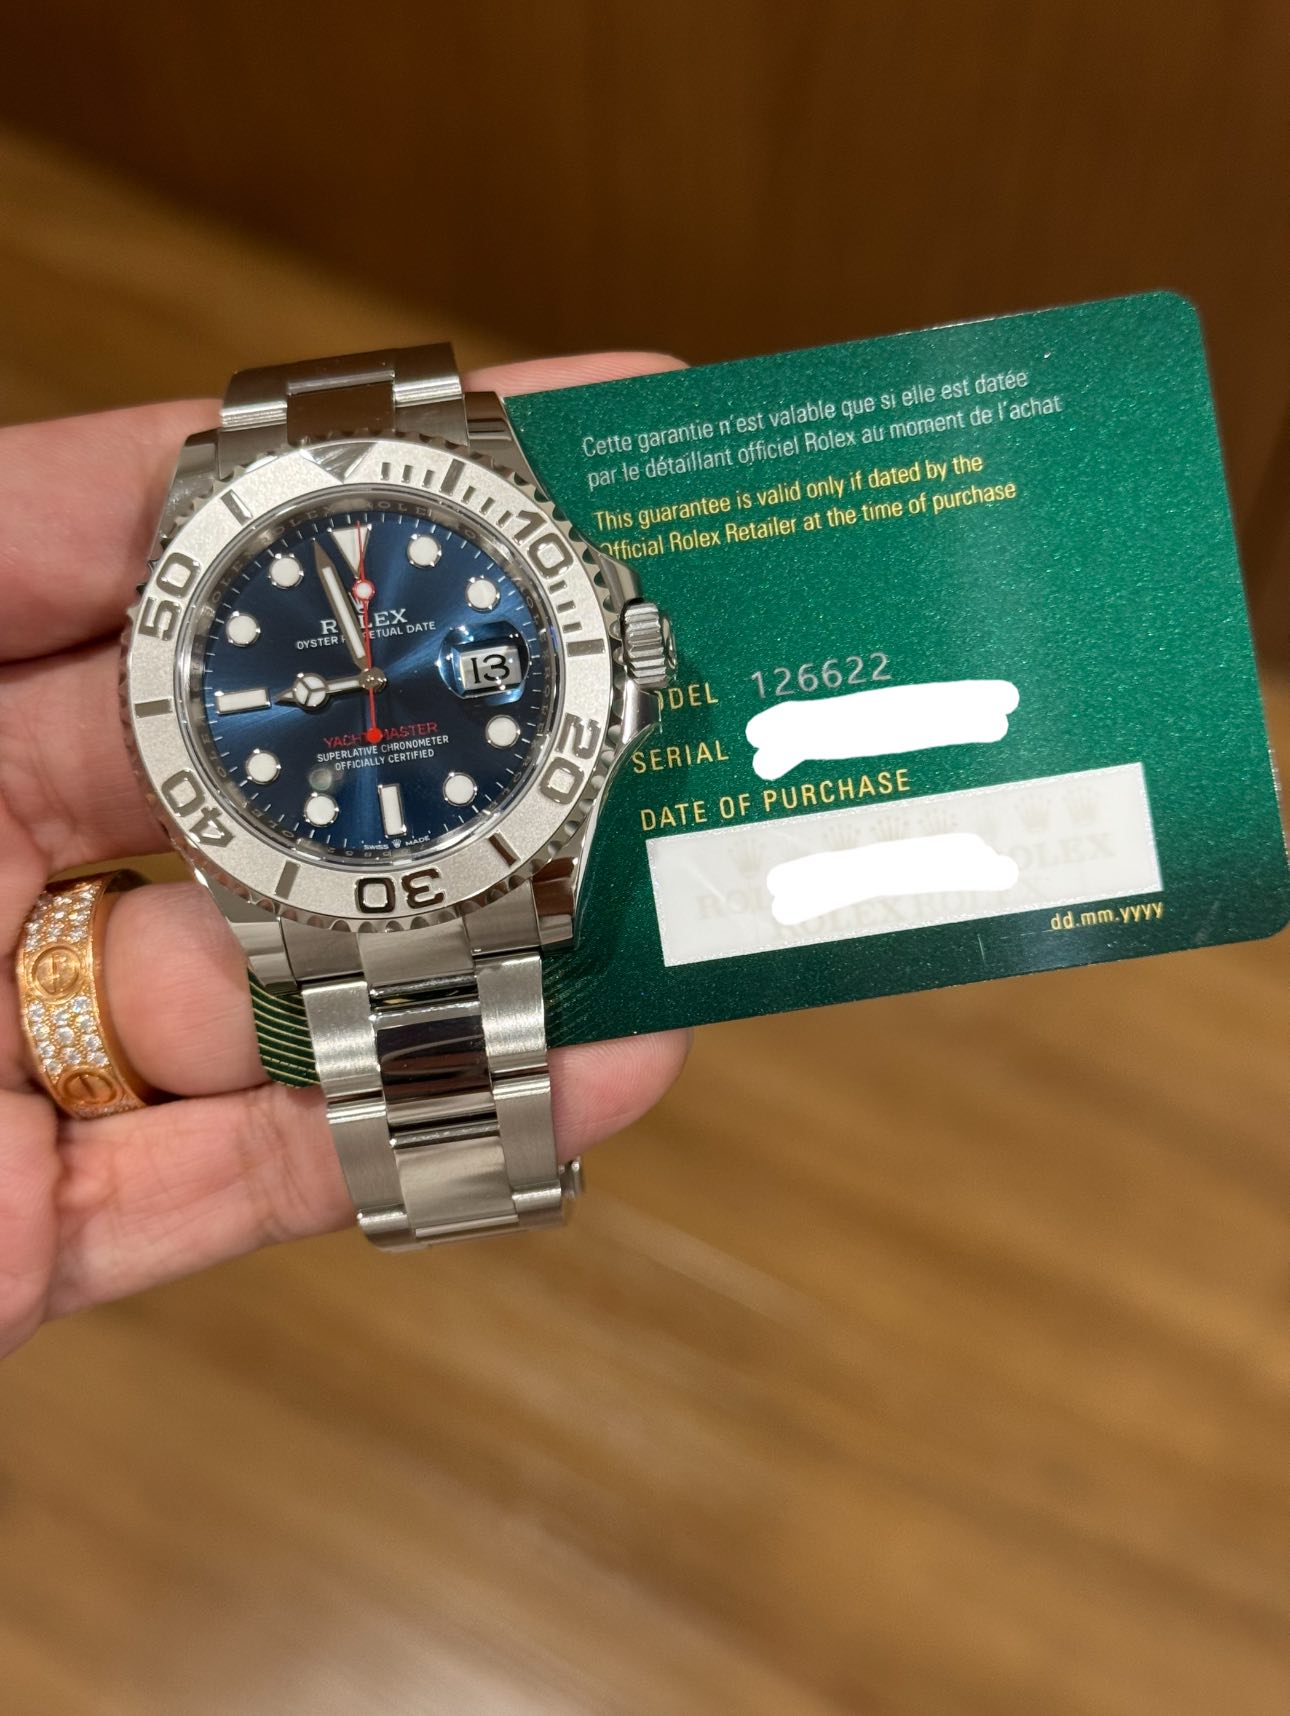 10
20
30
40
50
ROLEX
OYSTER PERPETUAL DATE
13
YACHT-MASTER
SUPERLATIVE CHRONOMETER
OFFICIALLY CERTIFIED
SWISS MADE
Cette garantie n'est valable que si elle est datée
par le détaillant officiel Rolex au moment de l'achat
This guarantee is valid only if dated by the
Official Rolex Retailer at the time of purchase
MODEL 126622
SERIAL
DATE OF PURCHASE
ROLEX
ROLEX ROLEX
dd.mm.yyyy